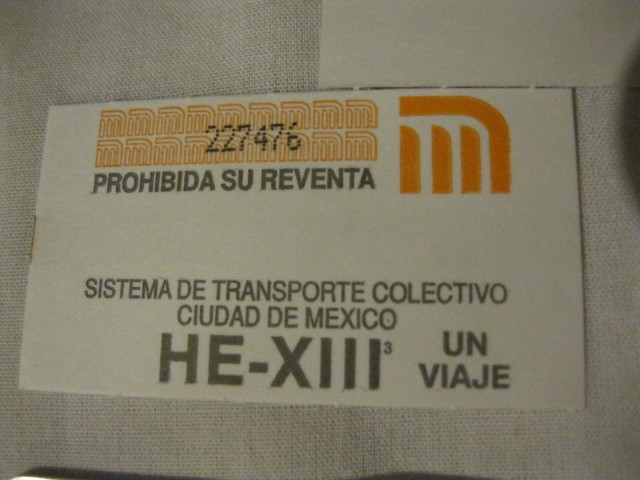 227476
PROHIBIDA SU REVENTA
SISTEMA DE TRANSPORTE COLECTIVO
CIUDAD DE MEXICO
HE-XIII³ UN VIAJE